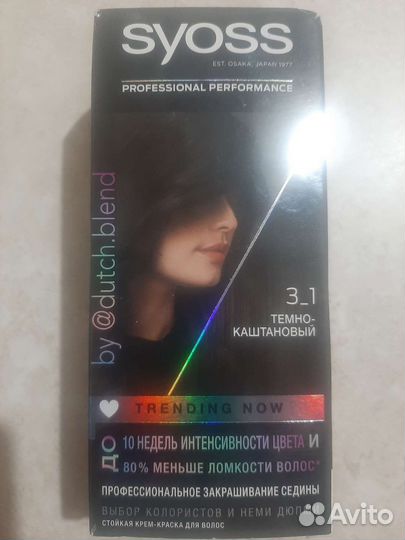 SYOSS
EST. OSAKA, JAPAN 1977
PROFESSIONAL PERFORMANCE
by @dutch.blend
3_1
ТЕМНО-
КАШТАНОВЫЙ
TRENDING NOW
ДО 10 НЕДЕЛЬ ИНТЕНСИВНОСТИ ЦВЕТА И
80% МЕНЬШЕ ЛОМКОСТИ ВОЛОС*
ПРОФЕССИОНАЛЬНОЕ ЗАКРАШИВАНИЕ СЕДИНЫ
ВЫБОР КОЛОРИСТОВ И НЕМИ ДЮПЕН
СТОЙКАЯ КРЕМ-КРАСКА ДЛЯ ВОЛОС
Avito